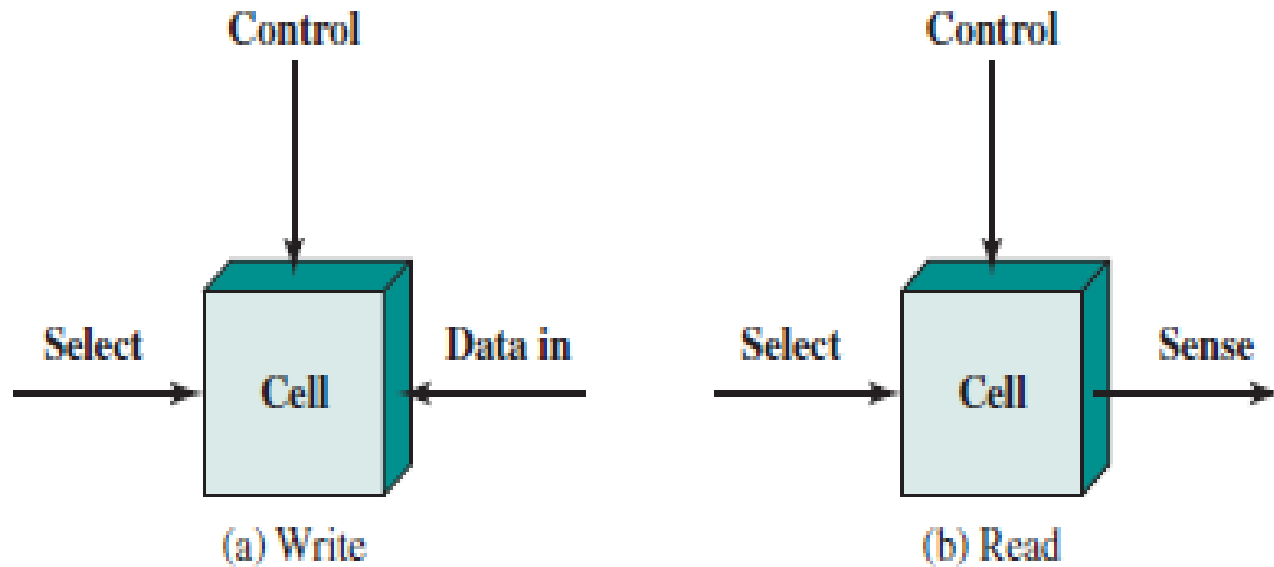 Control
Control
Select
Data in
Select
Sense
Cell
Cell
(a) Write
(b) Read